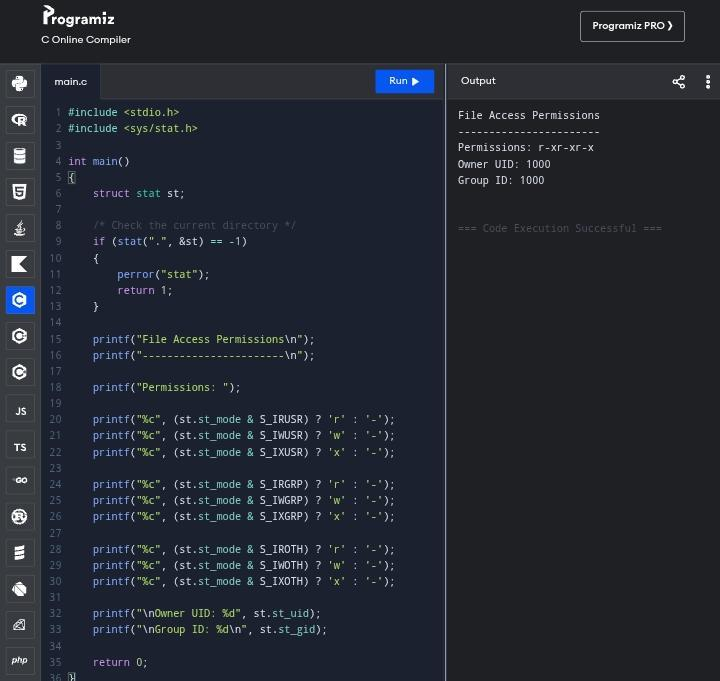 Programiz
C Online Compiler
Programiz PRO ❯
main.c
Run ▶
Output
1 #include <stdio.h>
2 #include <sys/stat.h>
3
4 int main()
5 {
6     struct stat st;
7
8     /* Check the current directory */
9     if (stat(".", &st) == -1)
10     {
11         perror("stat");
12         return 1;
13     }
14
15     printf("File Access Permissions\n");
16     printf("-----------------------\n");
17
18     printf("Permissions: ");
19
20     printf("%c", (st.st_mode & S_IRUSR) ? 'r' : '-');
21     printf("%c", (st.st_mode & S_IWUSR) ? 'w' : '-');
22     printf("%c", (st.st_mode & S_IXUSR) ? 'x' : '-');
23
24     printf("%c", (st.st_mode & S_IRGRP) ? 'r' : '-');
25     printf("%c", (st.st_mode & S_IWGRP) ? 'w' : '-');
26     printf("%c", (st.st_mode & S_IXGRP) ? 'x' : '-');
27
28     printf("%c", (st.st_mode & S_IROTH) ? 'r' : '-');
29     printf("%c", (st.st_mode & S_IWOTH) ? 'w' : '-');
30     printf("%c", (st.st_mode & S_IXOTH) ? 'x' : '-');
31
32     printf("\nOwner UID: %d", st.st_uid);
33     printf("\nGroup ID: %d\n", st.st_gid);
34
35     return 0;
36 }
File Access Permissions
-----------------------
Permissions: r-xr-xr-x
Owner UID: 1000
Group ID: 1000
=== Code Execution Successful ===
R
5
C
C
C
JS
TS
GO
php